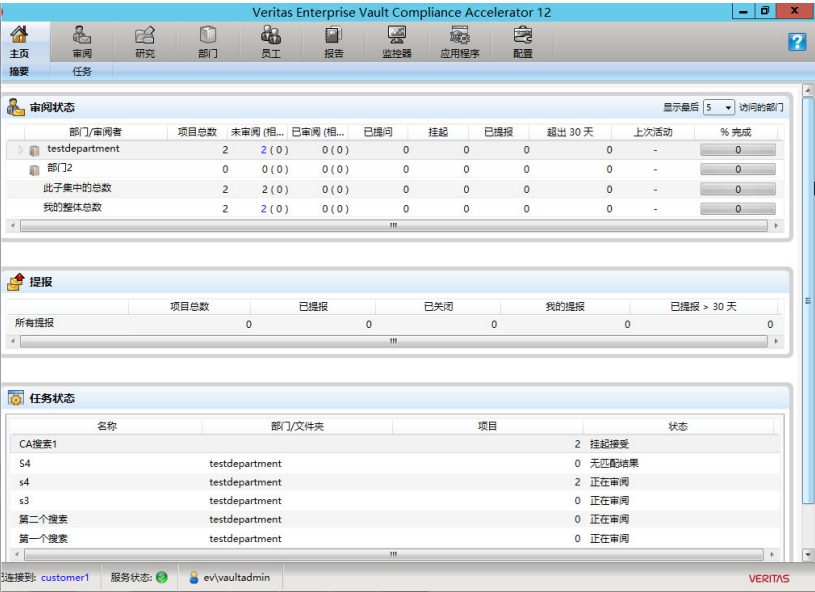 Veritas Enterprise Vault Compliance Accelerator 12
主页 审阅 研究 部门 员工 报告 监控器 应用程序 配置
摘要 任务
审阅状态 显示最后 5 访问的部门
部门/审阅者 项目总数 未审阅 (相... 已审阅 (相... 已提问 挂起 已提报 超出 30 天 上次活动 % 完成
testdepartment 2 2 ( 0 ) 0 ( 0 ) 0 0 0 0 - 0
部门2 0 0 ( 0 ) 0 ( 0 ) 0 0 0 0 - 0
此子集中的总数 2 2 ( 0 ) 0 ( 0 ) 0 0 0 0 - 0
我的整体总数 2 2 ( 0 ) 0 ( 0 ) 0 0 0 0 - 0
提报
项目总数 已提报 已关闭 我的提报 已提报 > 30 天
所有提报 0 0 0 0 0
任务状态
名称 部门/文件夹 项目 状态
CA搜素1 2 挂起接受
S4 testdepartment 0 无匹配结果
s4 testdepartment 2 正在审阅
s3 testdepartment 0 正在审阅
第二个搜素 testdepartment 0 正在审阅
第一个搜素 testdepartment 0 正在审阅
已连接到: customer1 服务状态: ev\vaultadmin VERITAS